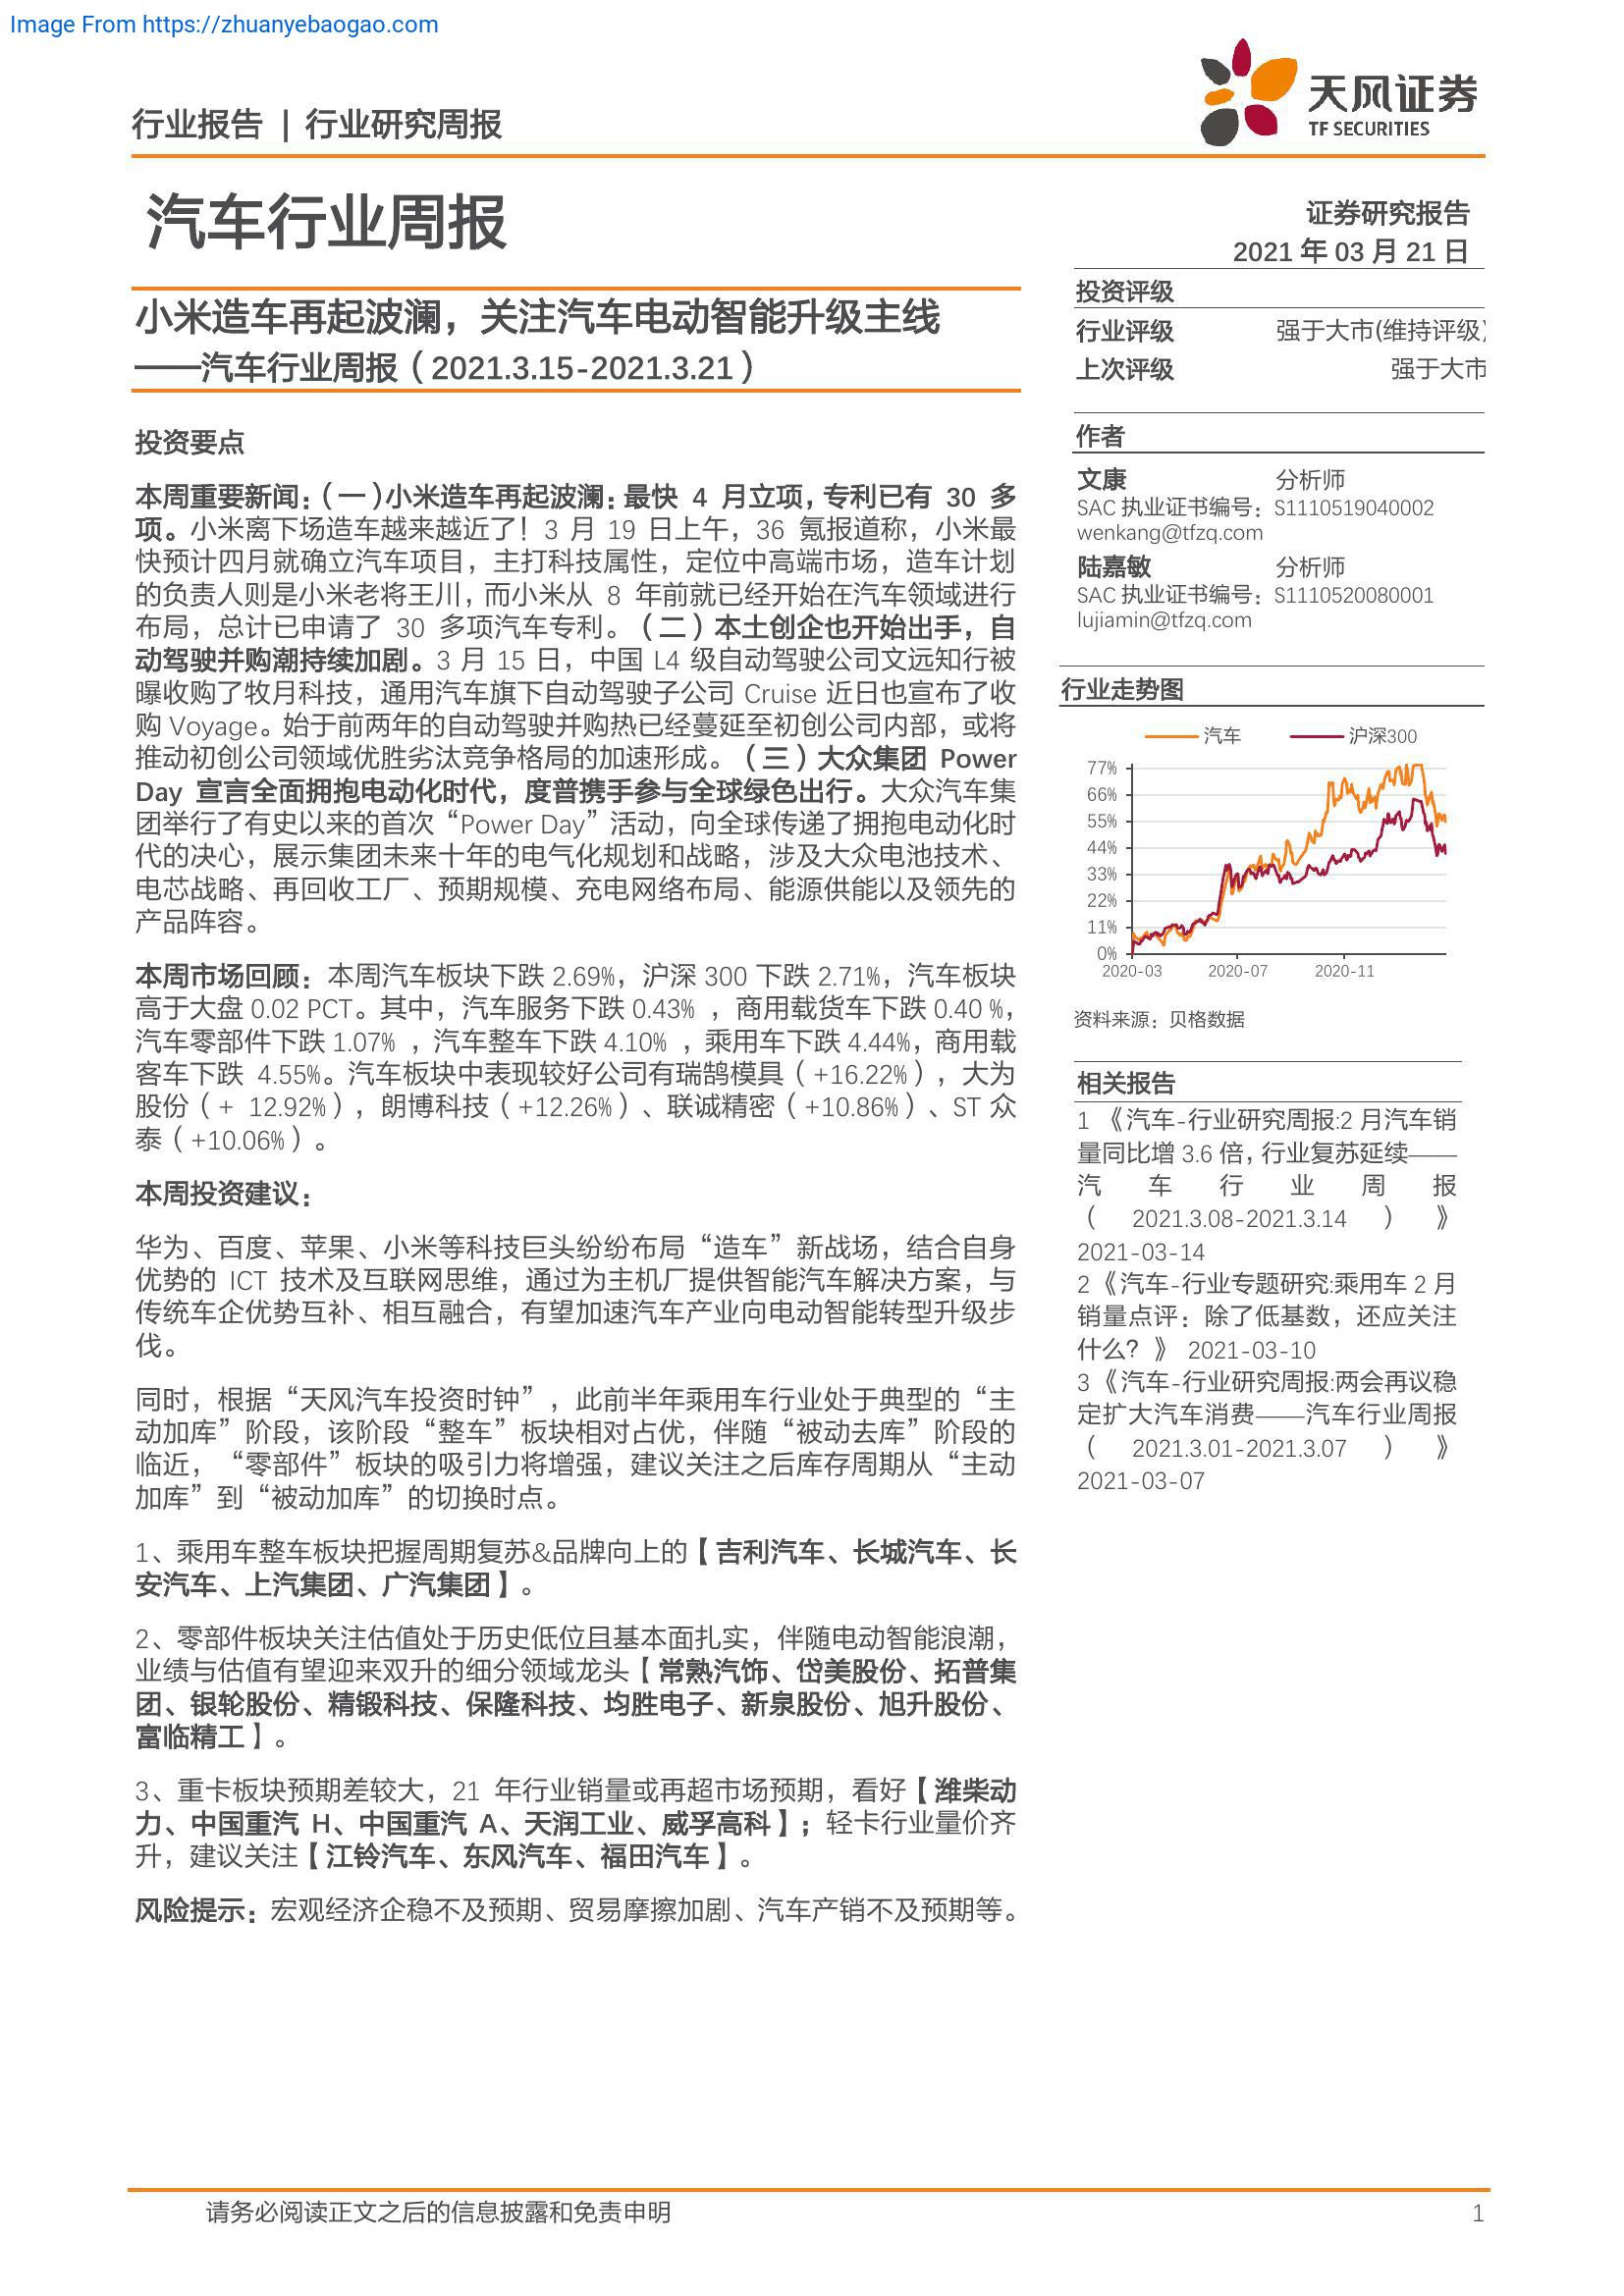 Image From https://zhuanyebaogao.com
行业报告 | 行业研究周报
天风证券
TF SECURITIES
汽车行业周报
证券研究报告
2021 年 03 月 21 日
小米造车再起波澜，关注汽车电动智能升级主线
——汽车行业周报（2021.3.15-2021.3.21）
投资要点
本周重要新闻：（一）小米造车再起波澜：最快 4 月立项，专利已有 30 多
项。小米离下场造车越来越近了！3 月 19 日上午，36 氪报道称，小米最
快预计四月就确立汽车项目，主打科技属性，定位中高端市场，造车计划
的负责人则是小米老将王川，而小米从 8 年前就已经开始在汽车领域进行
布局，总计已申请了 30 多项汽车专利。（二）本土创企也开始出手，自
动驾驶并购潮持续加剧。3 月 15 日，中国 L4 级自动驾驶公司文远知行被
曝收购了牧月科技，通用汽车旗下自动驾驶子公司 Cruise 近日也宣布了收
购 Voyage。始于前两年的自动驾驶并购热已经蔓延至初创公司内部，或将
推动初创公司领域优胜劣汰竞争格局的加速形成。（三）大众集团 Power
Day 宣言全面拥抱电动化时代，度普携手参与全球绿色出行。大众汽车集
团举行了有史以来的首次“Power Day”活动，向全球传递了拥抱电动化时
代的决心，展示集团未来十年的电气化规划和战略，涉及大众电池技术、
电芯战略、再回收工厂、预期规模、充电网络布局、能源供能以及领先的
产品阵容。
本周市场回顾：本周汽车板块下跌 2.69%，沪深 300 下跌 2.71%，汽车板块
高于大盘 0.02 PCT。其中，汽车服务下跌 0.43% ，商用载货车下跌 0.40 %，
汽车零部件下跌 1.07% ，汽车整车下跌 4.10% ，乘用车下跌 4.44%，商用载
客车下跌 4.55%。汽车板块中表现较好公司有瑞鹄模具（+16.22%），大为
股份（+ 12.92%），朗博科技（+12.26%）、联诚精密（+10.86%）、ST 众
泰（+10.06%）。
本周投资建议：
华为、百度、苹果、小米等科技巨头纷纷布局“造车”新战场，结合自身
优势的 ICT 技术及互联网思维，通过为主机厂提供智能汽车解决方案，与
传统车企优势互补、相互融合，有望加速汽车产业向电动智能转型升级步
伐。
同时，根据“天风汽车投资时钟”，此前半年乘用车行业处于典型的“主
动加库”阶段，该阶段“整车”板块相对占优，伴随“被动去库”阶段的
临近，“零部件”板块的吸引力将增强，建议关注之后库存周期从“主动
加库”到“被动加库”的切换时点。
1、乘用车整车板块把握周期复苏&品牌向上的【吉利汽车、长城汽车、长
安汽车、上汽集团、广汽集团】。
2、零部件板块关注估值处于历史低位且基本面扎实，伴随电动智能浪潮，
业绩与估值有望迎来双升的细分领域龙头【常熟汽饰、岱美股份、拓普集
团、银轮股份、精锻科技、保隆科技、均胜电子、新泉股份、旭升股份、
富临精工】。
3、重卡板块预期差较大，21 年行业销量或再超市场预期，看好【潍柴动
力、中国重汽 H、中国重汽 A、天润工业、威孚高科】；轻卡行业量价齐
升，建议关注【江铃汽车、东风汽车、福田汽车】。
风险提示：宏观经济企稳不及预期、贸易摩擦加剧、汽车产销不及预期等。
投资评级
行业评级 强于大市(维持评级)
上次评级 强于大市
作者
文康 分析师
SAC 执业证书编号：S1110519040002
wenkang@tfzq.com
陆嘉敏 分析师
SAC 执业证书编号：S1110520080001
lujiamin@tfzq.com
行业走势图
汽车 沪深300
77%
66%
55%
44%
33%
22%
11%
0%
2020-03 2020-07 2020-11
资料来源：贝格数据
相关报告
1 《汽车-行业研究周报:2 月汽车销
量同比增 3.6 倍，行业复苏延续——
汽车行业周报
（ 2021.3.08-2021.3.14 ） 》
2021-03-14
2 《汽车-行业专题研究:乘用车 2 月
销量点评：除了低基数，还应关注
什么？》 2021-03-10
3 《汽车-行业研究周报:两会再议稳
定扩大汽车消费——汽车行业周报
（ 2021.3.01-2021.3.07 ） 》
2021-03-07
请务必阅读正文之后的信息披露和免责申明 1